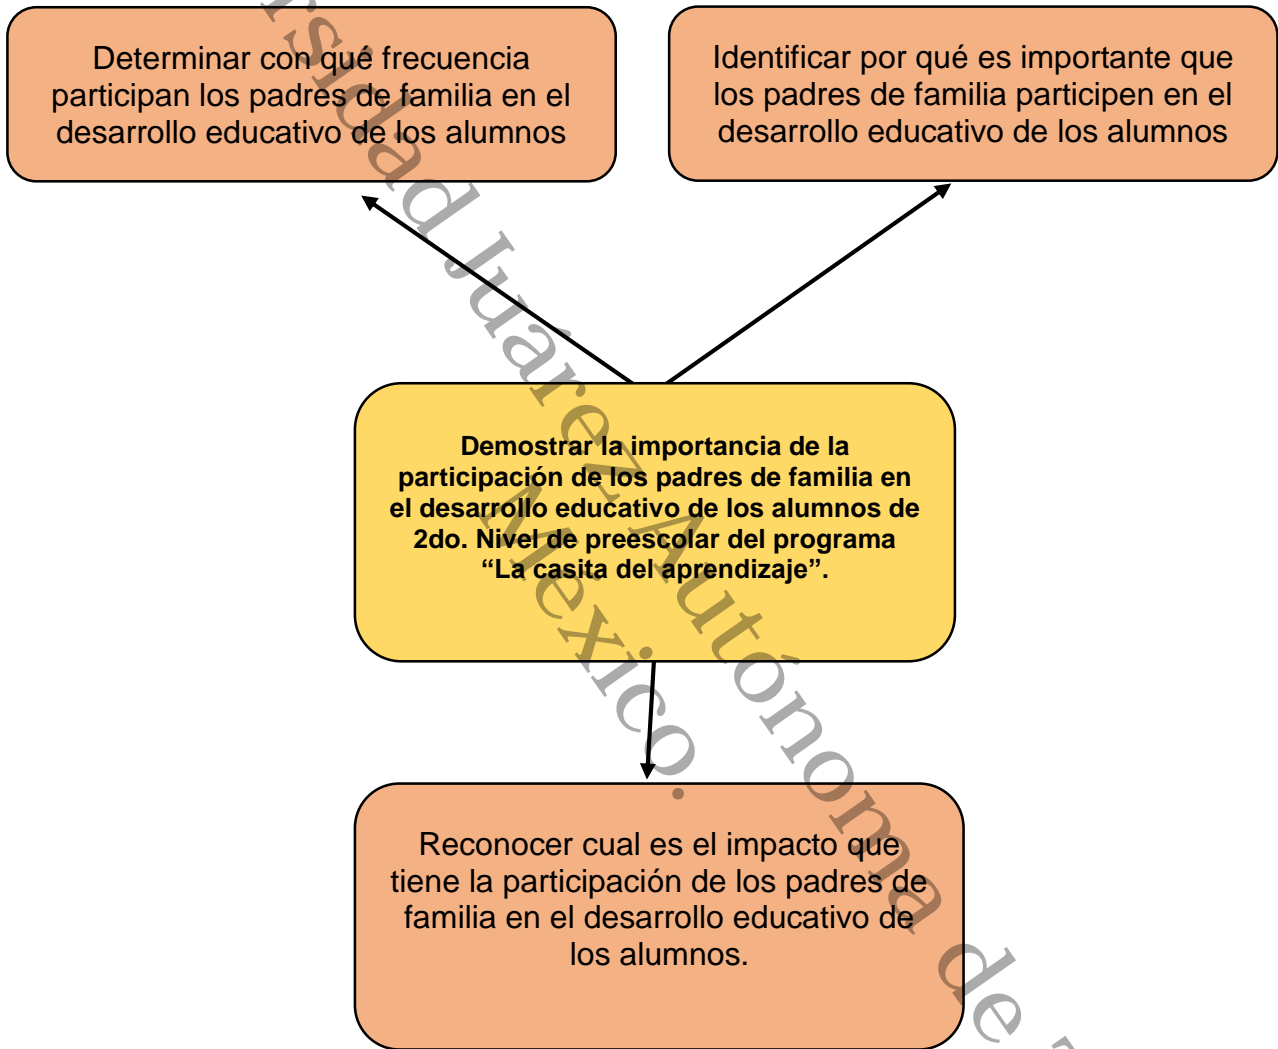 Determinar con qué frecuencia
participan los padres de familia en el
desarrollo educativo de los alumnos
Identificar por qué es importante que
los padres de familia participen en el
desarrollo educativo de los alumnos
Demostrar la importancia de la
participación de los padres de familia en
el desarrollo educativo de los alumnos de
2do. Nivel de preescolar del programa
“La casita del aprendizaje”.
Reconocer cual es el impacto que
tiene la participación de los padres de
familia en el desarrollo educativo de
los alumnos.
Juárez Autónoma de
México.